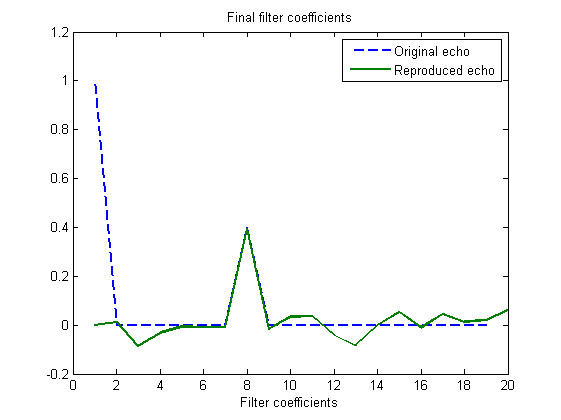 Final filter coefficients
Original echo
Reproduced echo
1.2
1
0.8
0.6
0.4
0.2
0
-0.2
0 2 4 6 8 10 12 14 16 18 20
Filter coefficients